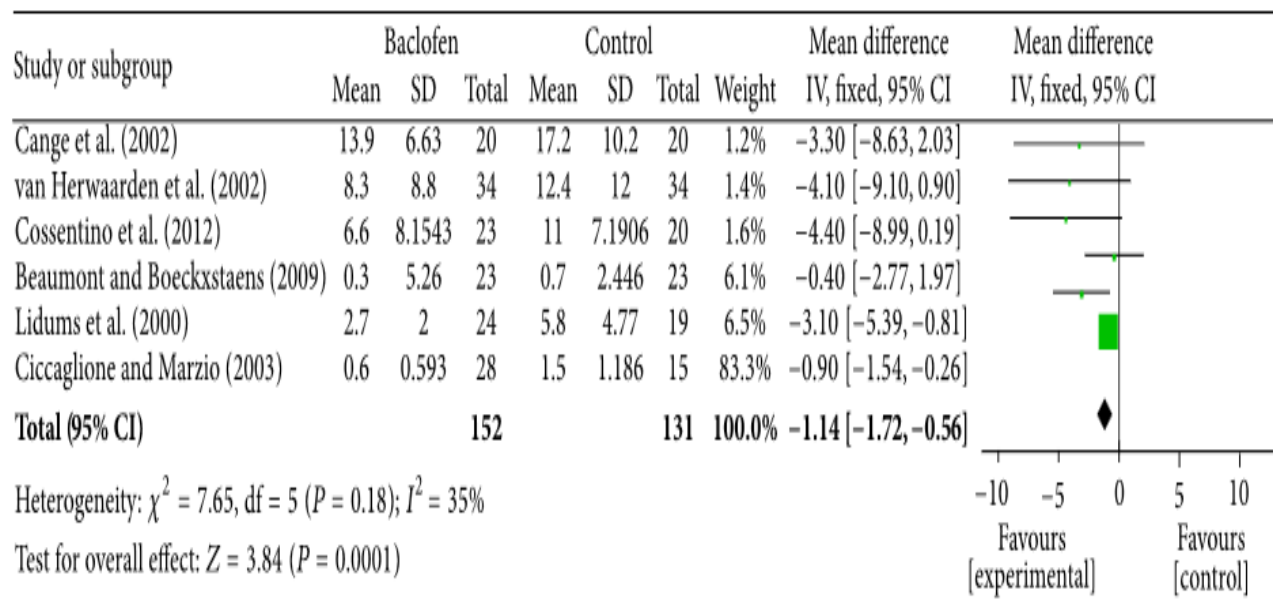 Study or subgroup Baclofen Control Mean difference Mean difference
Mean SD Total Mean SD Total Weight IV, fixed, 95% CI IV, fixed, 95% CI
Cange et al. (2002) 13.9 6.63 20 17.2 10.2 20 1.2% −3.30 [−8.63, 2.03]
van Herwaarden et al. (2002) 8.3 8.8 34 12.4 12 34 1.4% −4.10 [−9.10, 0.90]
Cossentino et al. (2012) 6.6 8.1543 23 11 7.1906 20 1.6% −4.40 [−8.99, 0.19]
Beaumont and Boeckxstaens (2009) 0.3 5.26 23 0.7 2.446 23 6.1% −0.40 [−2.77, 1.97]
Lidums et al. (2000) 2.7 2 24 5.8 4.77 19 6.5% −3.10 [−5.39, −0.81]
Ciccaglione and Marzio (2003) 0.6 0.593 28 1.5 1.186 15 83.3% −0.90 [−1.54, −0.26]
Total (95% CI) 152 131 100.0% −1.14 [−1.72, −0.56]
Heterogeneity: χ² = 7.65, df = 5 (P = 0.18); I² = 35%
Test for overall effect: Z = 3.84 (P = 0.0001)
−10 −5 0 5 10
Favours Favours
[experimental] [control]